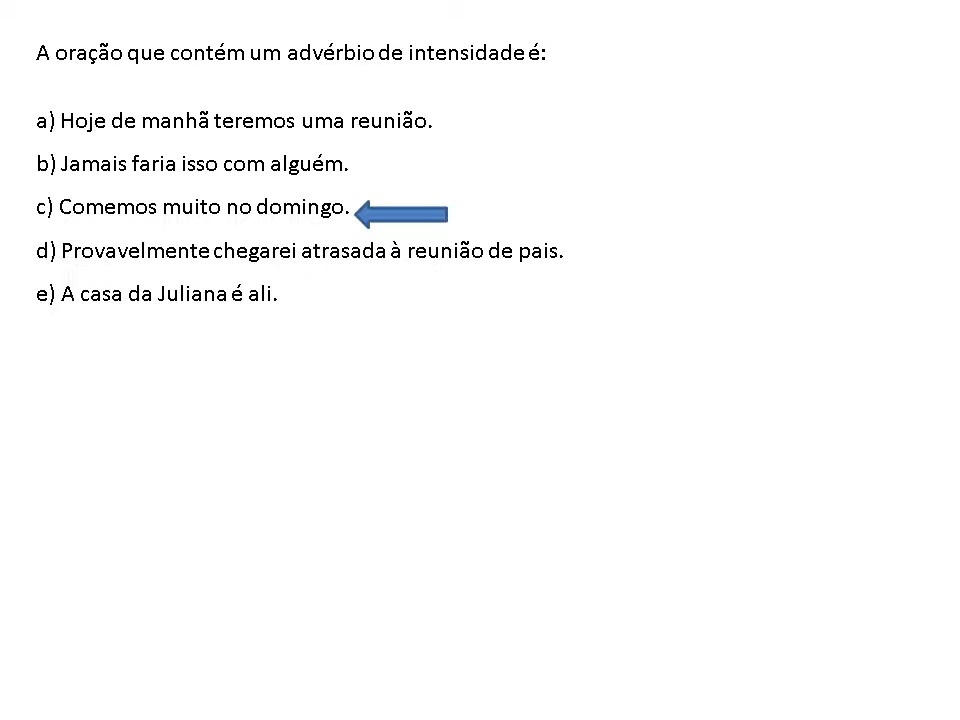 A oração que contém um advérbio de intensidade é:
a) Hoje de manhã teremos uma reunião.
b) Jamais faria isso com alguém.
c) Comemos muito no domingo.
d) Provavelmente chegarei atrasada à reunião de pais.
e) A casa da Juliana é ali.